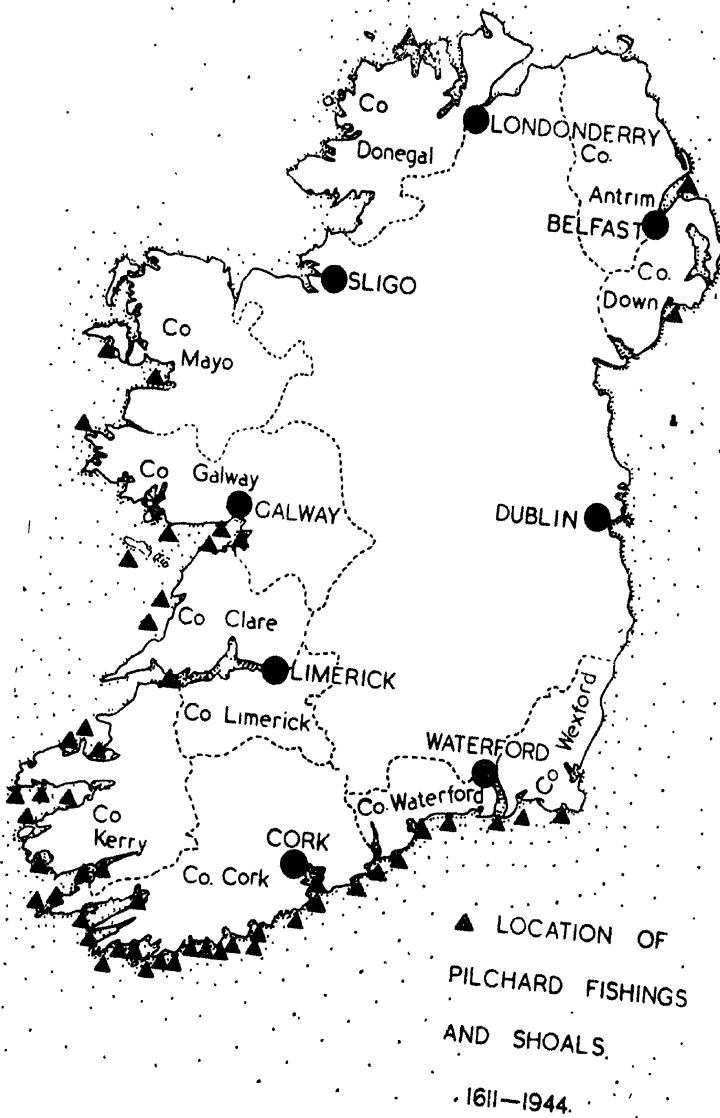 Co
Donegal
LONDONDERRY
Co.
Antrim
BELFAST
Co.
Down
SLIGO
Co
Mayo
Co Galway
GALWAY
DUBLIN
Co Clare
LIMERICK
Co Limerick
Co Wexford
WATERFORD
Co. Waterford
Co
Kerry
CORK
Co. Cork
LOCATION OF
PILCHARD FISHINGS
AND SHOALS.
1611—1944.